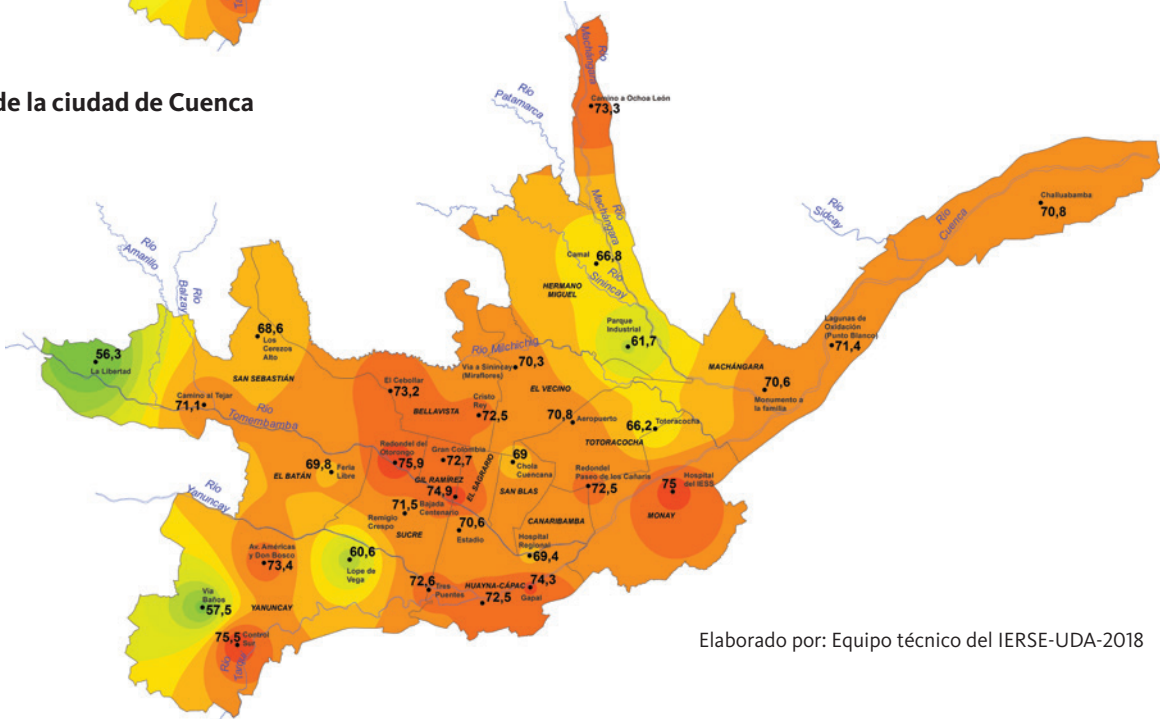 de la ciudad de Cuenca
Río
Machángara
Camino a Ochoa León
73,3
Río
Patamarca
Río
Machángara
Río
Sidcay
Río
Cuenca
Challuabamba
70,8
Río
Amarillo
Río
Balzay
Camal
66,8
Río
Sinincay
HERMANO
MIGUEL
Parque
Industrial
61,7
Lagunas de
Oxidación
(Punto Blanco)
71,4
68,6
Los
Cerezos
Alto
56,3
La Libertad
SAN SEBASTIÁN
Río Milchichig
Vía a Sinincay
(Miraflores)
70,3
MACHÁNGARA
70,6
Monumento a
la familia
Camino al Tejar
71,1
Río
Tomebamba
El Cebollar
73,2
BELLAVISTA
Cristo
Rey
72,5
EL VECINO
70,8
Aeropuerto
66,2
Totoracocha
TOTORACOCHA
69,8
Feria
Libre
EL BATÁN
Redondel del
Otorongo
75,9
Gran Colombia
72,7
GIL RAMÍREZ
74,9
Bajada
Centenario
EL SAGRARIO
69
Chola
Cuencana
SAN BLAS
Redondel
Paseo de los Cañaris
72,5
75
Hospital
del IESS
MONAY
Río
Yanuncay
71,5
Remigio
Crespo
SUCRE
70,6
Estadio
CAÑARIBAMBA
Hospital
Regional
69,4
Av. Américas
y Don Bosco
73,4
60,6
Lope de
Vega
72,6
Tres
Puentes
HUAYNA-CÁPAC
72,5
74,3
Gapal
Vía
Baños
57,5
YANUNCAY
75,5
Control
Sur
Río
Tarqui
Elaborado por: Equipo técnico del IERSE-UDA-2018